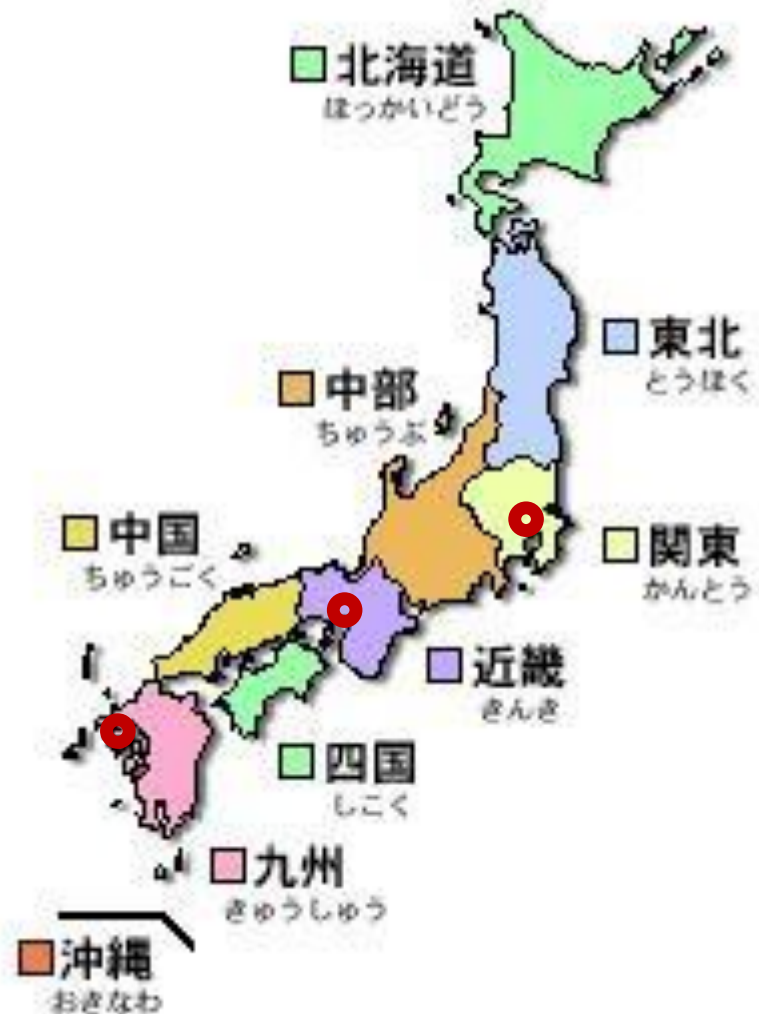 北海道
ほっかいどう
東北
とうほく
中部
ちゅうぶ
中国
ちゅうごく
関東
かんとう
近畿
きんき
四国
しこく
九州
きゅうしゅう
沖縄
おきなわ